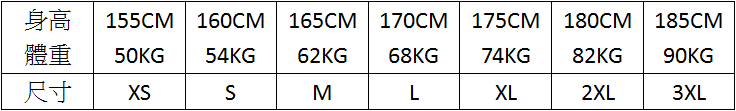 身高 155CM 160CM 165CM 170CM 175CM 180CM 185CM
體重 50KG 54KG 62KG 68KG 74KG 82KG 90KG
尺寸 XS S M L XL 2XL 3XL